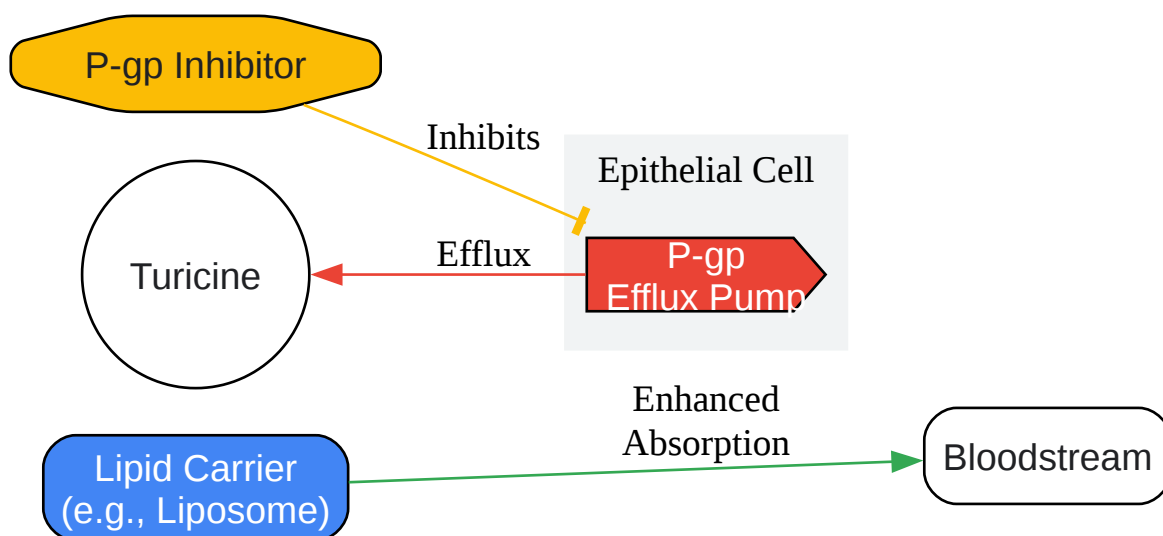 P-gp Inhibitor
Inhibits
Epithelial Cell
Turicine
Efflux
P-gp
Efflux Pump
Enhanced
Absorption
Lipid Carrier
(e.g., Liposome)
Bloodstream